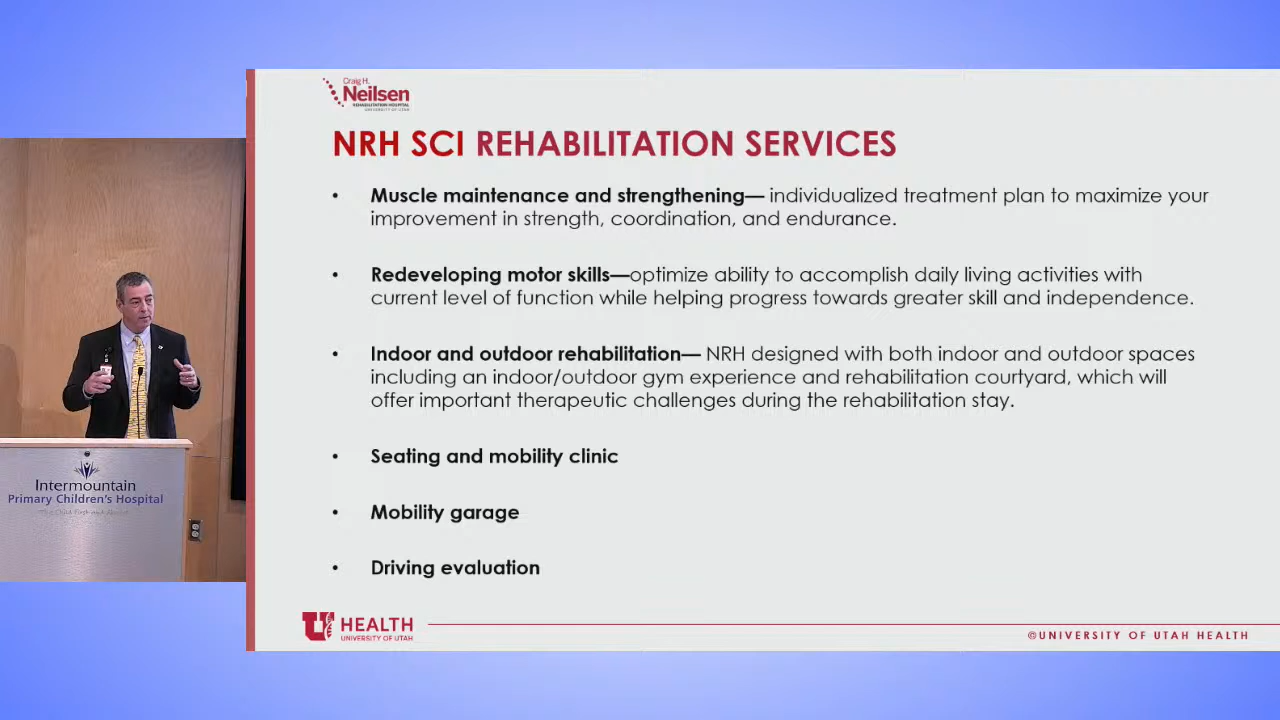 Craig H.
Neilsen
REHABILITATION HOSPITAL
UNIVERSITY OF UTAH
NRH SCI REHABILITATION SERVICES
• Muscle maintenance and strengthening— individualized treatment plan to maximize your
improvement in strength, coordination, and endurance.
• Redeveloping motor skills—optimize ability to accomplish daily living activities with
current level of function while helping progress towards greater skill and independence.
• Indoor and outdoor rehabilitation— NRH designed with both indoor and outdoor spaces
including an indoor/outdoor gym experience and rehabilitation courtyard, which will
offer important therapeutic challenges during the rehabilitation stay.
• Seating and mobility clinic
• Mobility garage
• Driving evaluation
Intermountain
Primary Children's Hospital
The Child First and Always
U HEALTH
UNIVERSITY OF UTAH
©UNIVERSITY OF UTAH HEALTH